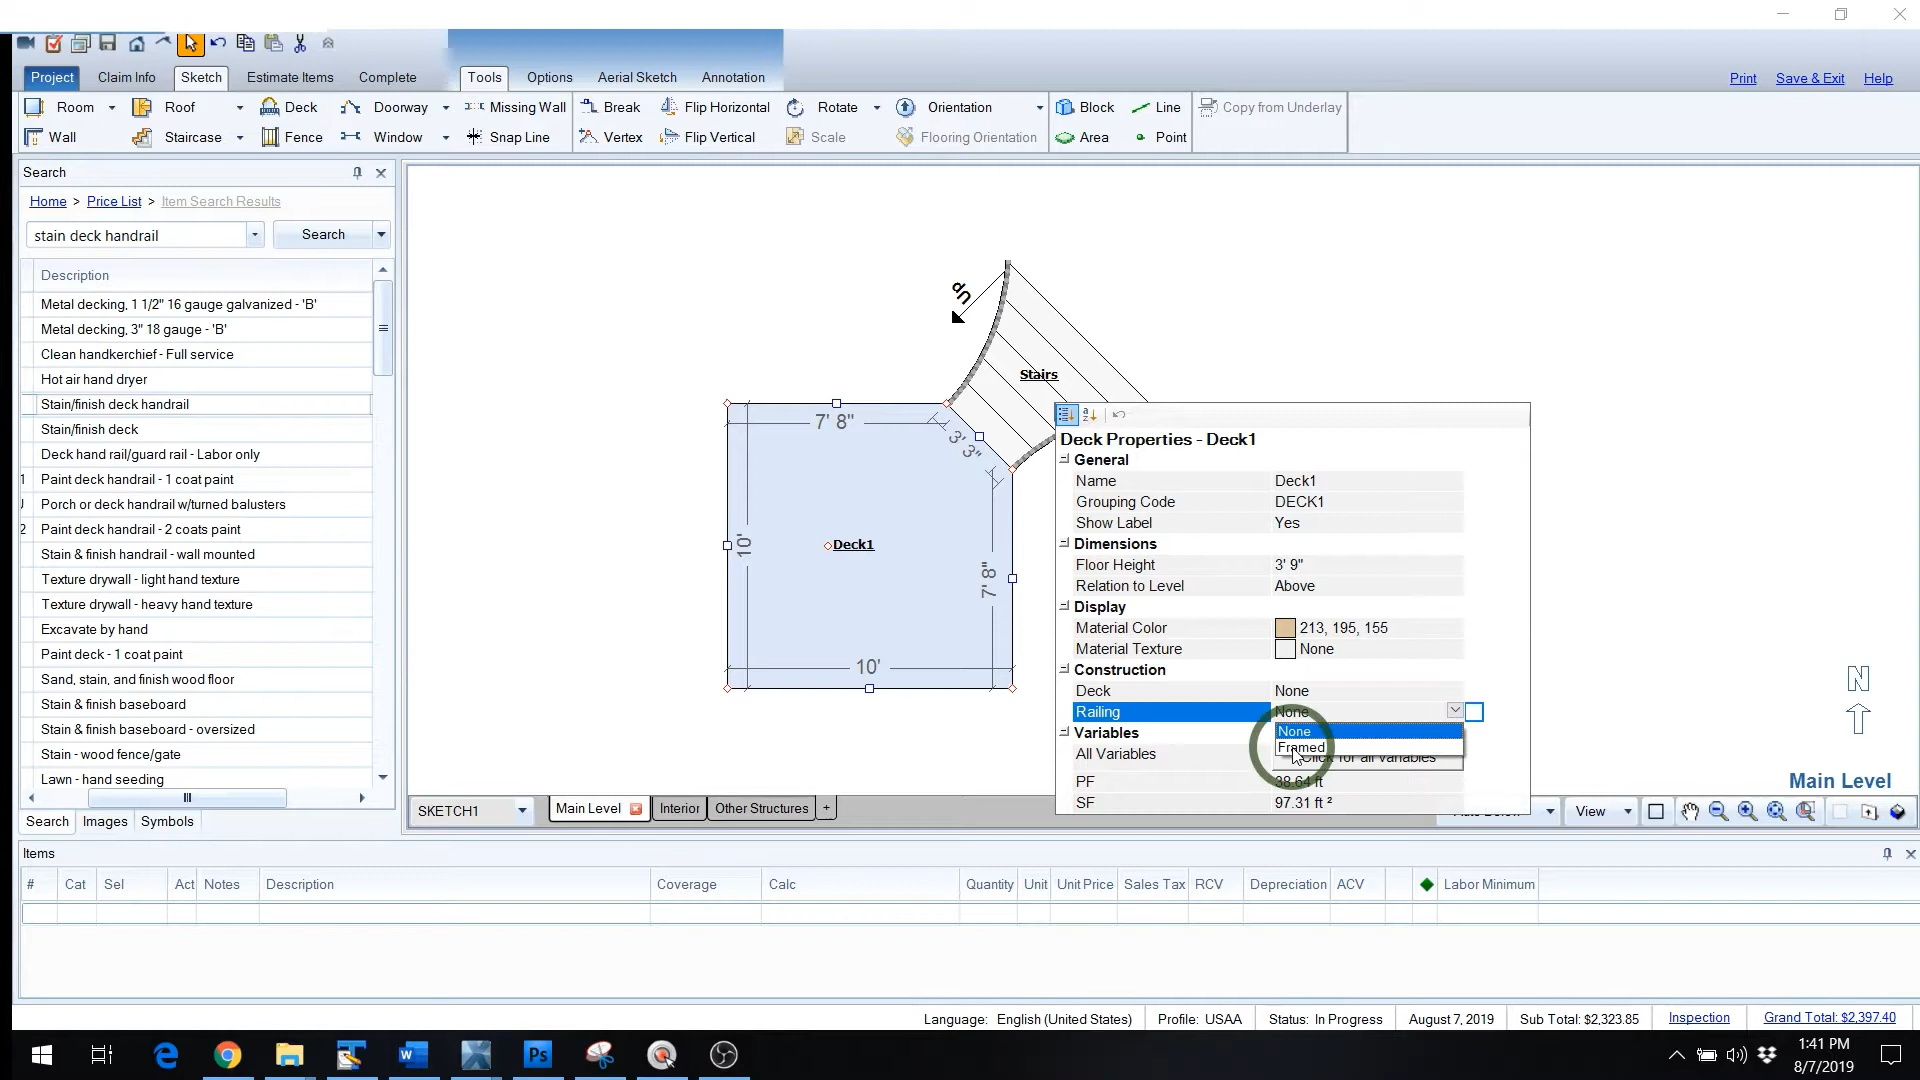 Project Claim Info Sketch Estimate Items Complete Tools Options Aerial Sketch Annotation Print Save & Exit Help
Room Roof Deck Doorway Missing Wall Break Flip Horizontal Rotate Orientation Block Line Copy from Underlay
Wall Staircase Fence Window Snap Line Vertex Flip Vertical Scale Flooring Orientation Area Point
Search
Home > Price List > Item Search Results
stain deck handrail Search
Description
Metal decking, 1 1/2" 16 gauge galvanized - 'B'
Metal decking, 3" 18 gauge - 'B'
Clean handkerchief - Full service
Hot air hand dryer
Stain/finish deck handrail
Stain/finish deck
Deck hand rail/guard rail - Labor only
1 Paint deck handrail - 1 coat paint
Porch or deck handrail w/turned balusters
2 Paint deck handrail - 2 coats paint
Stain & finish handrail - wall mounted
Texture drywall - light hand texture
Texture drywall - heavy hand texture
Excavate by hand
Paint deck - 1 coat paint
Sand, stain, and finish wood floor
Stain & finish baseboard
Stain & finish baseboard - oversized
Stain - wood fence/gate
Lawn - hand seeding
Search Images Symbols
Up
Stairs
7' 8"
3' 3"
10'
Deck1
7' 8"
10'
Deck Properties - Deck1
General
Name Deck1
Grouping Code DECK1
Show Label Yes
Dimensions
Floor Height 3' 9"
Relation to Level Above
Display
Material Color 213, 195, 155
Material Texture None
Construction
Deck None
Railing None
None
Framed
Variables
All Variables Click for all variables
PF 38.64 ft
SF 97.31 ft ²
N
Main Level
SKETCH1 Main Level Interior Other Structures + View
Items
# Cat Sel Act Notes Description Coverage Calc Quantity Unit Unit Price Sales Tax RCV Depreciation ACV Labor Minimum
Language: English (United States) Profile: USAA Status: In Progress August 7, 2019 Sub Total: $2,323.85 Inspection Grand Total: $2,397.40
1:41 PM
8/7/2019